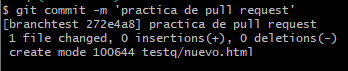 $ git commit -m 'practica de pull request'
[branchtest 272e4a8] practica de pull request
 1 file changed, 0 insertions(+), 0 deletions(-)
 create mode 100644 testq/nuevo.html